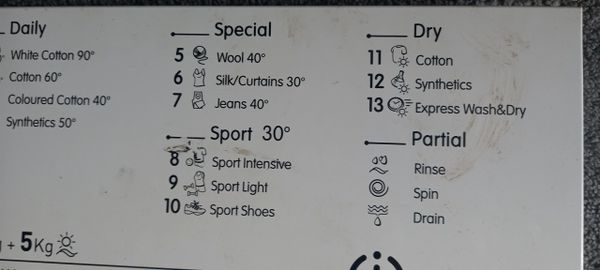 Daily
White Cotton 90°
Cotton 60°
Coloured Cotton 40°
Synthetics 50°
Special
5 Wool 40°
6 Silk/Curtains 30°
7 Jeans 40°
Sport 30°
8 Sport Intensive
9 Sport Light
10 Sport Shoes
Dry
11 Cotton
12 Synthetics
13 Express Wash&Dry
Partial
Rinse
Spin
Drain
+ 5Kg